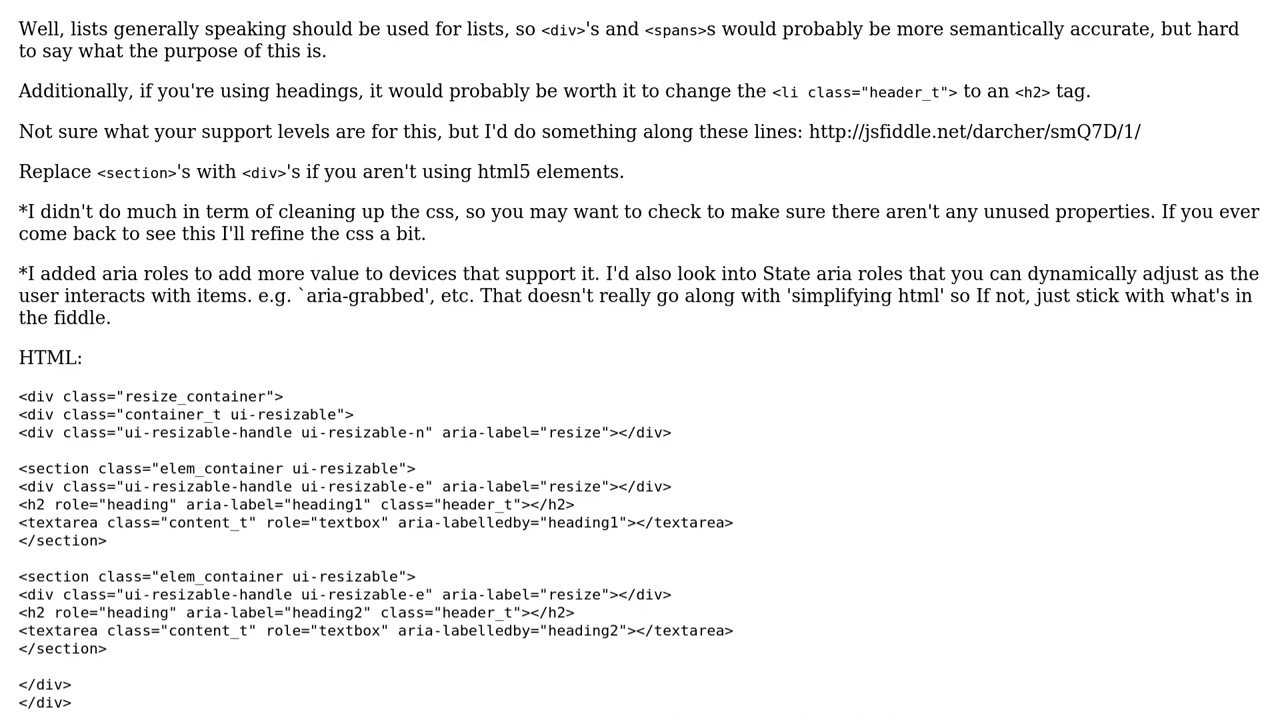 Well, lists generally speaking should be used for lists, so <div>'s and <spans>s would probably be more semantically accurate, but hard
to say what the purpose of this is.
Additionally, if you're using headings, it would probably be worth it to change the <li class="header_t"> to an <h2> tag.
Not sure what your support levels are for this, but I'd do something along these lines: http://jsfiddle.net/darcher/smQ7D/1/
Replace <section>'s with <div>'s if you aren't using html5 elements.
*I didn't do much in term of cleaning up the css, so you may want to check to make sure there aren't any unused properties. If you ever
come back to see this I'll refine the css a bit.
*I added aria roles to add more value to devices that support it. I'd also look into State aria roles that you can dynamically adjust as the
user interacts with items. e.g. `aria-grabbed', etc. That doesn't really go along with 'simplifying html' so If not, just stick with what's in
the fiddle.
HTML:
<div class="resize_container">
<div class="container_t ui-resizable">
<div class="ui-resizable-handle ui-resizable-n" aria-label="resize"></div>
<section class="elem_container ui-resizable">
<div class="ui-resizable-handle ui-resizable-e" aria-label="resize"></div>
<h2 role="heading" aria-label="heading1" class="header_t"></h2>
<textarea class="content_t" role="textbox" aria-labelledby="heading1"></textarea>
</section>
<section class="elem_container ui-resizable">
<div class="ui-resizable-handle ui-resizable-e" aria-label="resize"></div>
<h2 role="heading" aria-label="heading2" class="header_t"></h2>
<textarea class="content_t" role="textbox" aria-labelledby="heading2"></textarea>
</section>
</div>
</div>